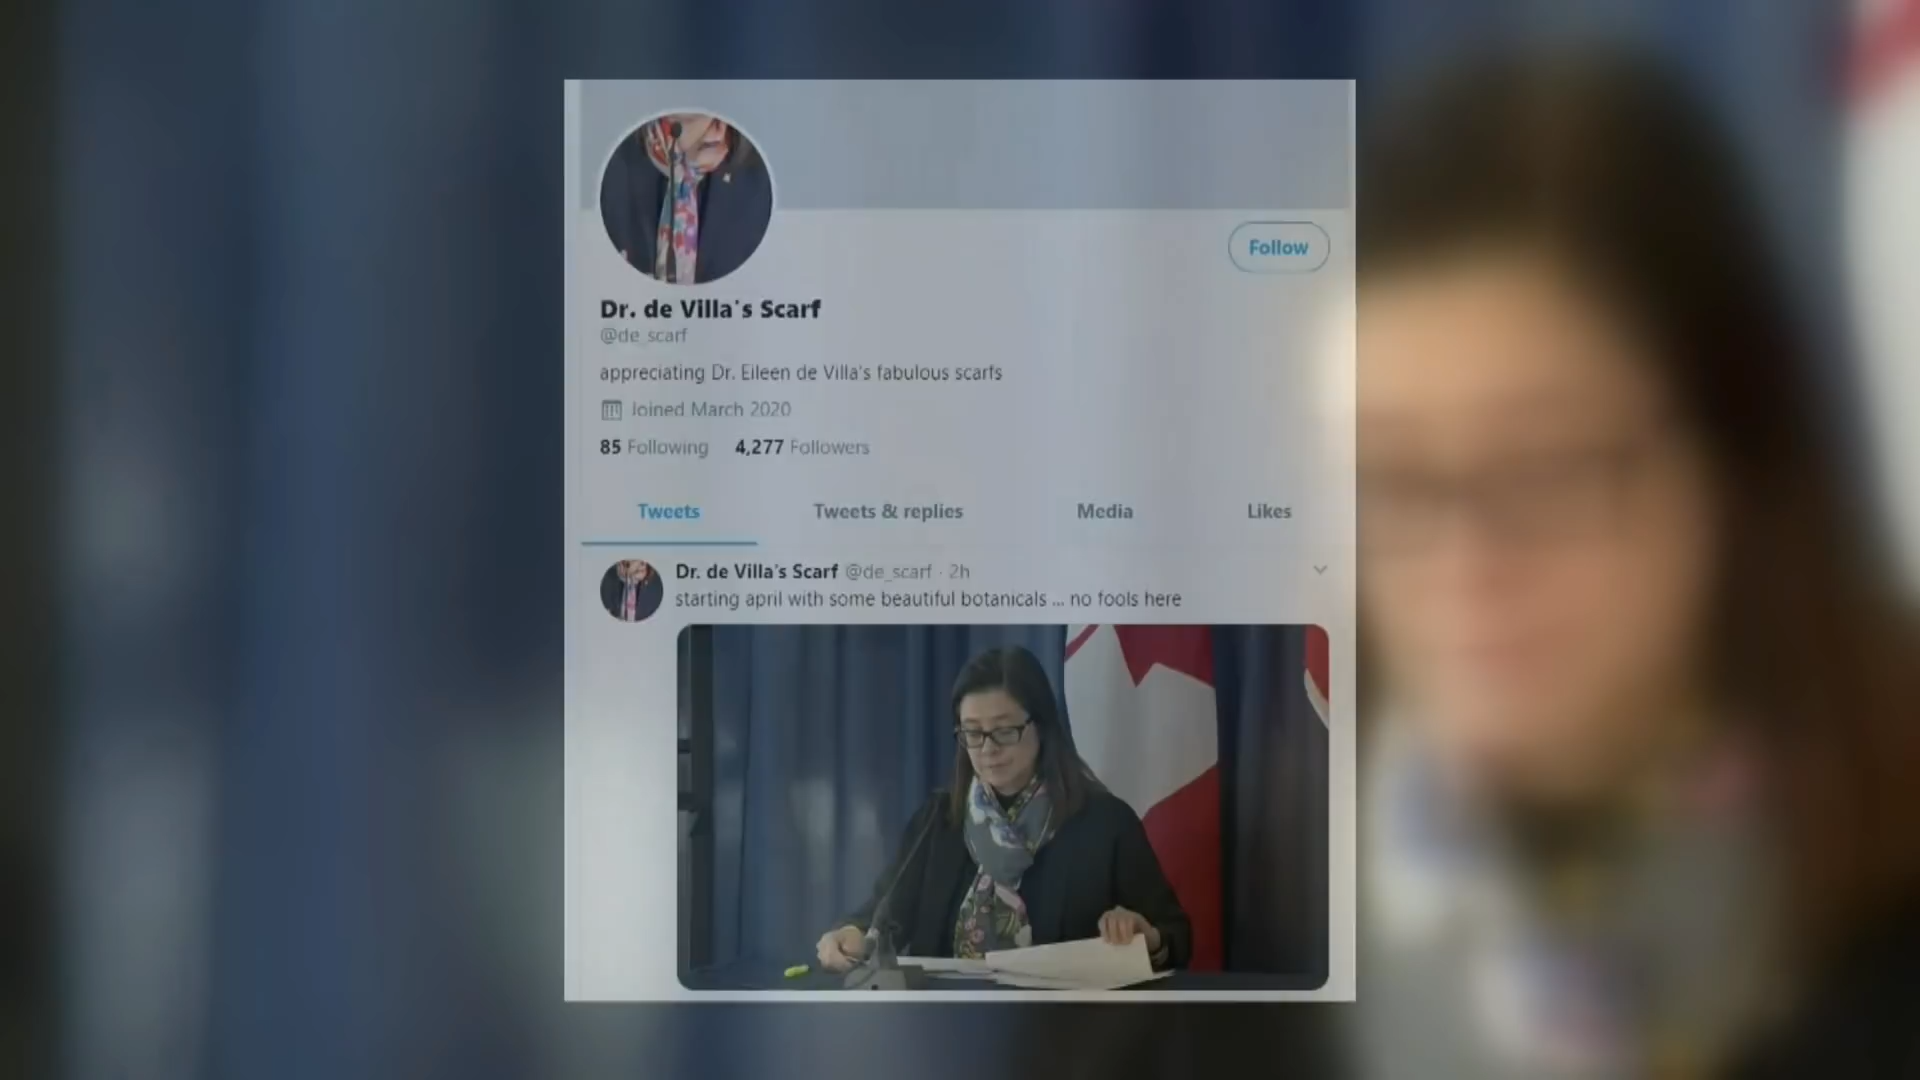 Follow
Dr. de Villa's Scarf
@de_scarf
appreciating Dr. Eileen de Villa's fabulous scarfs
Joined March 2020
85 Following 4,277 Followers
Tweets Tweets & replies Media Likes
Dr. de Villa's Scarf @de_scarf · 2h
starting april with some beautiful botanicals ... no fools here